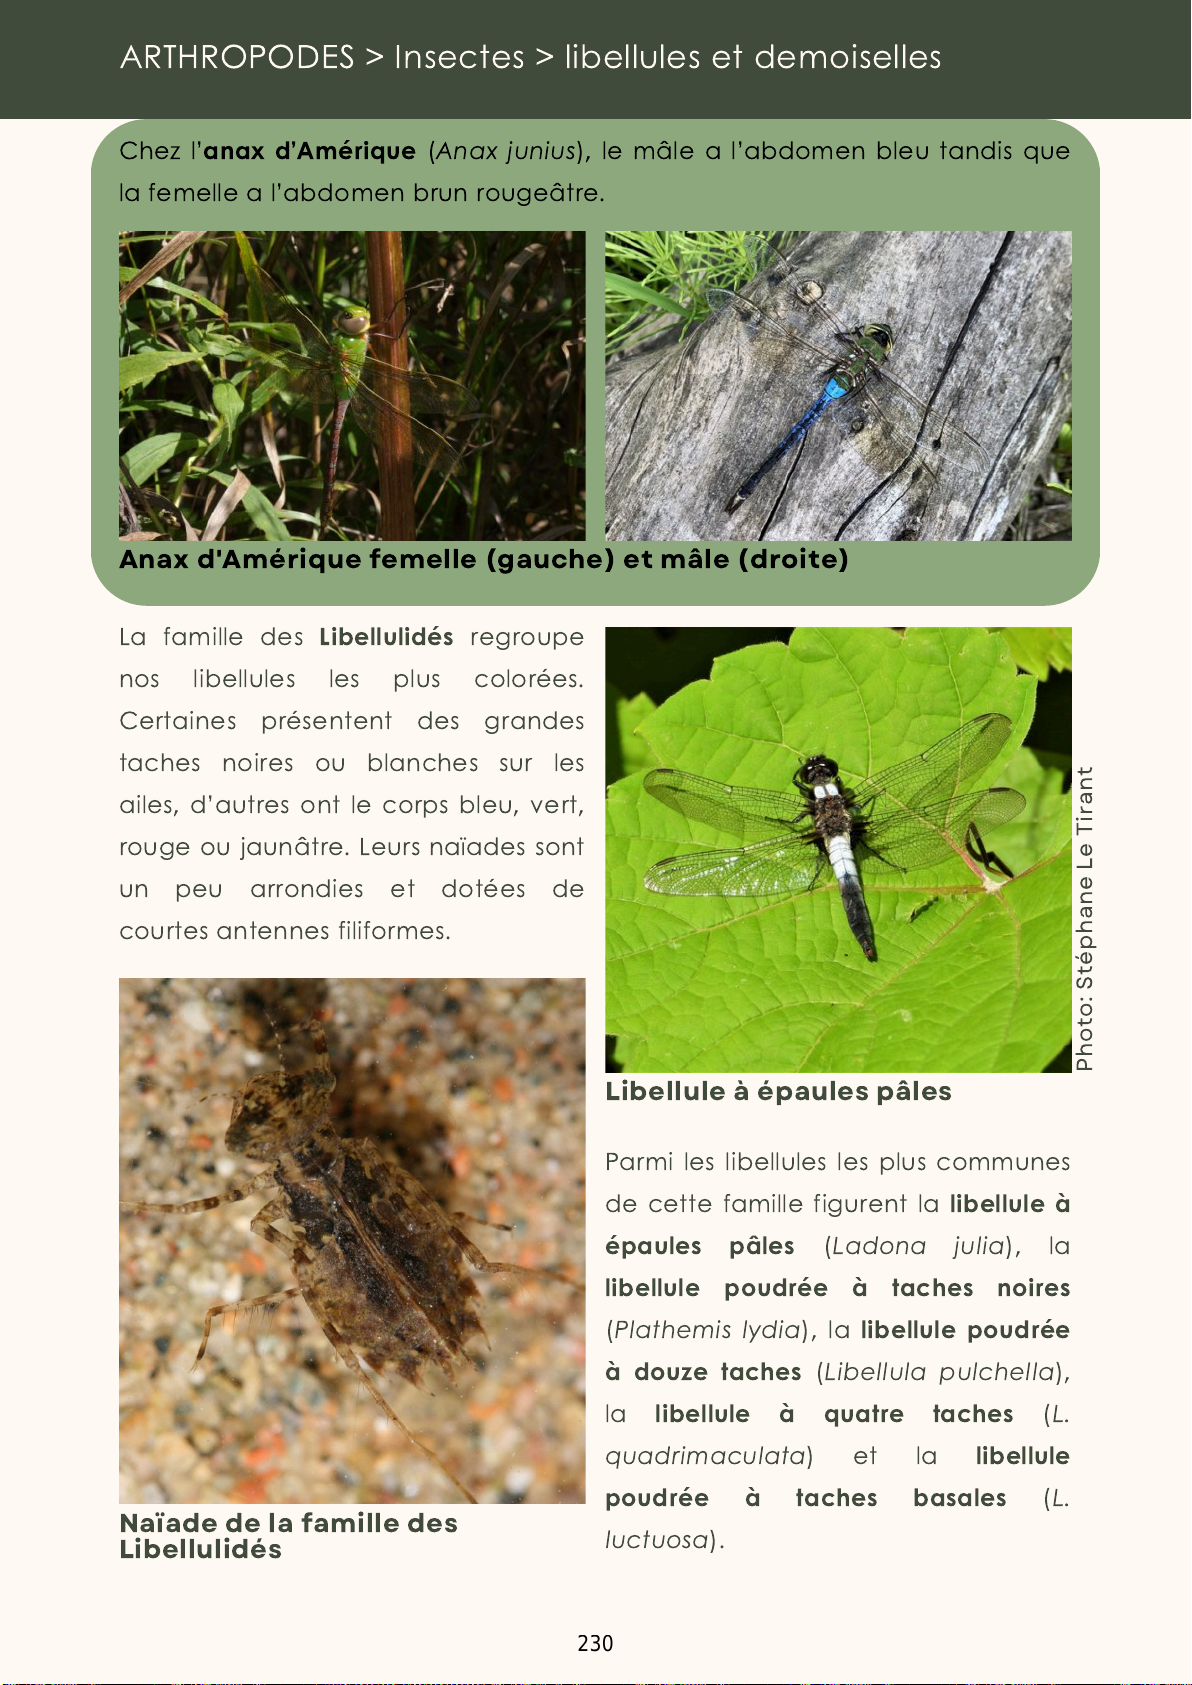 ARTHROPODES > Insectes > libellules et demoiselles
Chez l'anax d'Amérique (Anax junius), le mâle a l'abdomen bleu tandis que
la femelle a l'abdomen brun rougeâtre.
Anax d'Amérique femelle (gauche) et mâle (droite)
La famille des Libellulidés regroupe
nos libellules les plus colorées.
Certaines présentent des grandes
taches noires ou blanches sur les
ailes, d'autres ont le corps bleu, vert,
rouge ou jaunâtre. Leurs naïades sont
un peu arrondies et dotées de
courtes antennes filiformes.
Naïade de la famille des
Libellulidés
Photo: Stéphane Le Tirant
Libellule à épaules pâles
Parmi les libellules les plus communes
de cette famille figurent la libellule à
épaules pâles (Ladona julia), la
libellule poudrée à taches noires
(Plathemis lydia), la libellule poudrée
à douze taches (Libellula pulchella),
la libellule à quatre taches (L.
quadrimaculata) et la libellule
poudrée à taches basales (L.
luctuosa).
230